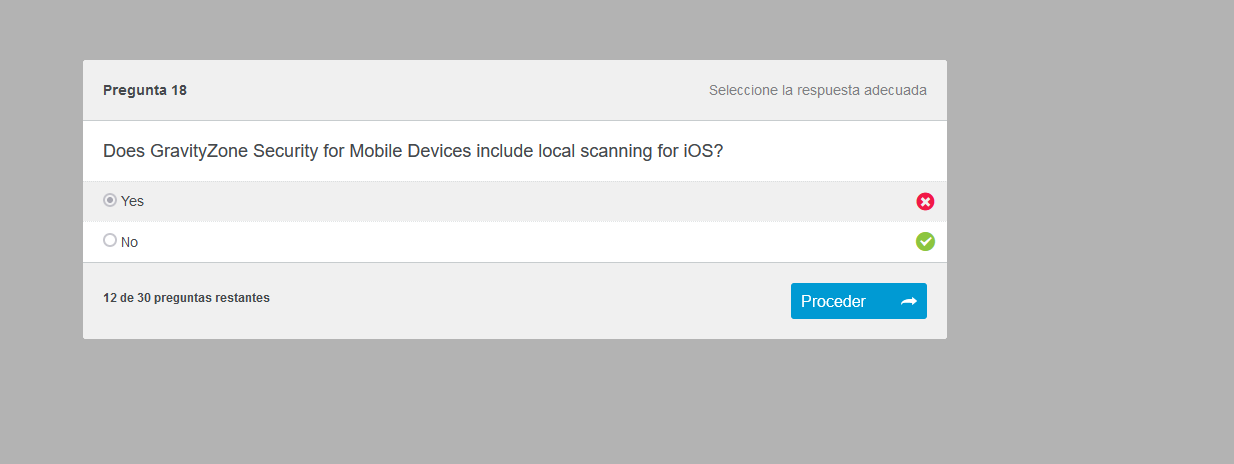 Pregunta 18
Seleccione la respuesta adecuada
Does GravityZone Security for Mobile Devices include local scanning for iOS?
Yes
No
12 de 30 preguntas restantes
Proceder